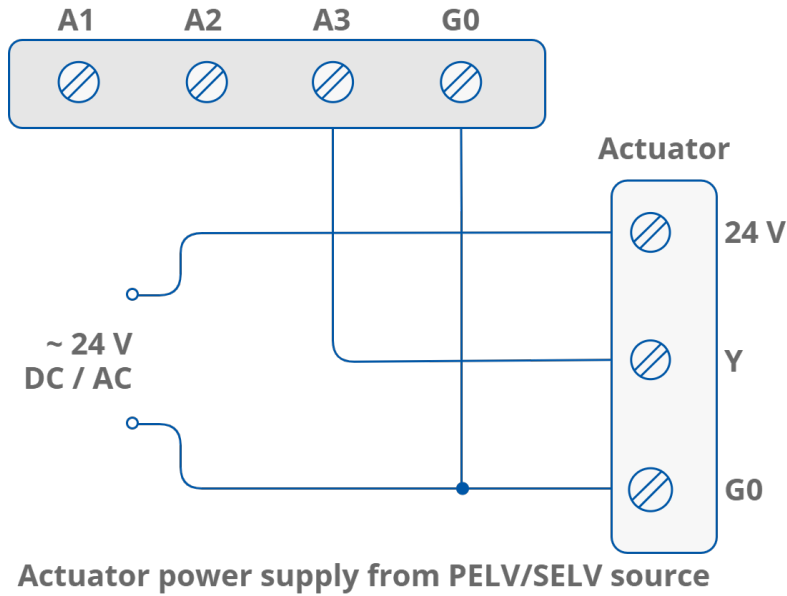 A1 A2 A3 G0
Actuator
24 V
~ 24 V
DC / AC
Y
G0
Actuator power supply from PELV/SELV source